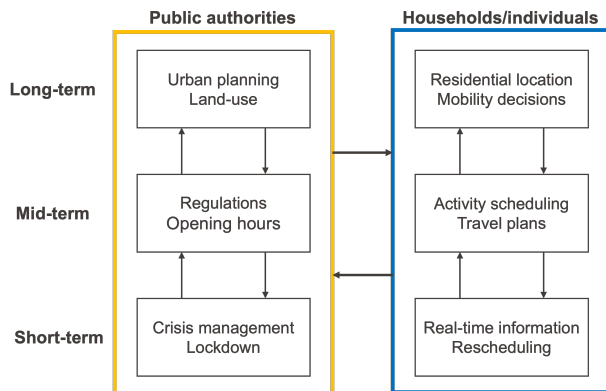 Public authorities
Households/individuals
Long-term
Urban planning
Land-use
Residential location
Mobility decisions
Mid-term
Regulations
Opening hours
Activity scheduling
Travel plans
Short-term
Crisis management
Lockdown
Real-time information
Rescheduling